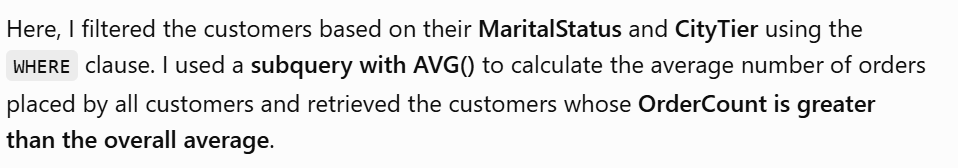 Here, I filtered the customers based on their MaritalStatus and CityTier using the
WHERE clause. I used a subquery with AVG() to calculate the average number of orders
placed by all customers and retrieved the customers whose OrderCount is greater
than the overall average.